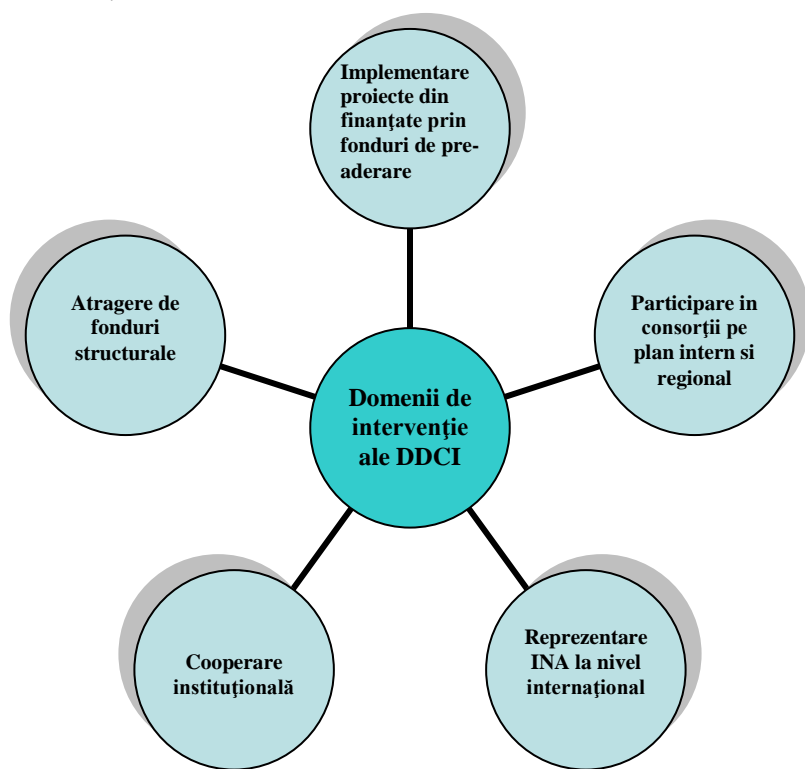 Implementare
proiecte din
finanţate prin
fonduri de pre-
aderare
Atragere de
fonduri
structurale
Participare in
consorţii pe
plan intern si
regional
Domenii de
intervenţie
ale DDCI
Cooperare
instituţională
Reprezentare
INA la nivel
internaţional